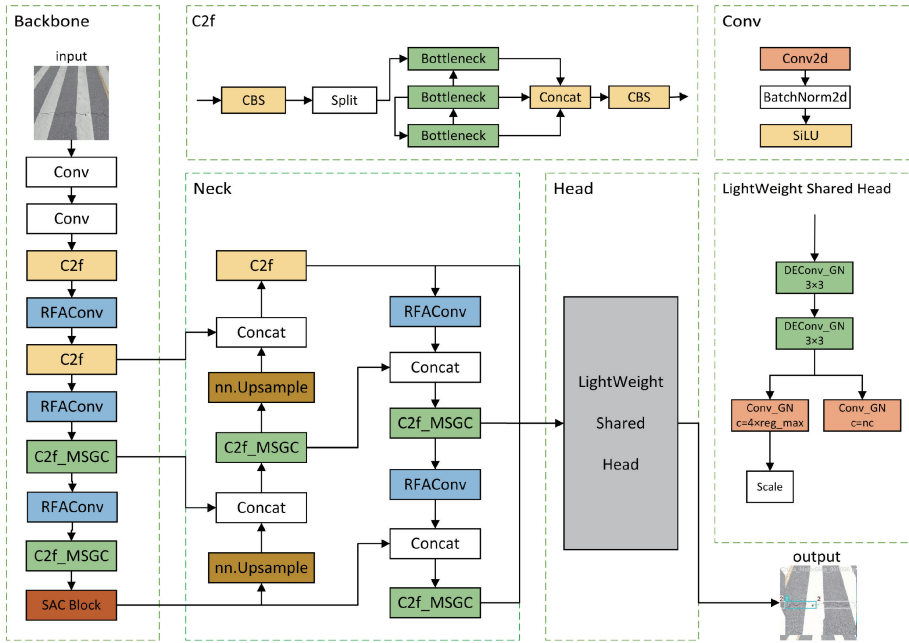 Backbone
input
Conv
Conv
C2f
RFAConv
C2f
RFAConv
C2f_MSGC
RFAConv
C2f_MSGC
SAC Block
C2f
CBS
Split
Bottleneck
Bottleneck
Bottleneck
Concat
CBS
Conv
Conv2d
BatchNorm2d
SiLU
Neck
C2f
Concat
nn.Upsample
C2f_MSGC
Concat
nn.Upsample
RFAConv
Concat
C2f_MSGC
RFAConv
Concat
C2f_MSGC
Head
LightWeight
Shared
Head
LightWeight Shared Head
DEConv_GN
3×3
DEConv_GN
3×3
Conv_GN
c=4×reg_max
Conv_GN
c=nc
Scale
output
2
2